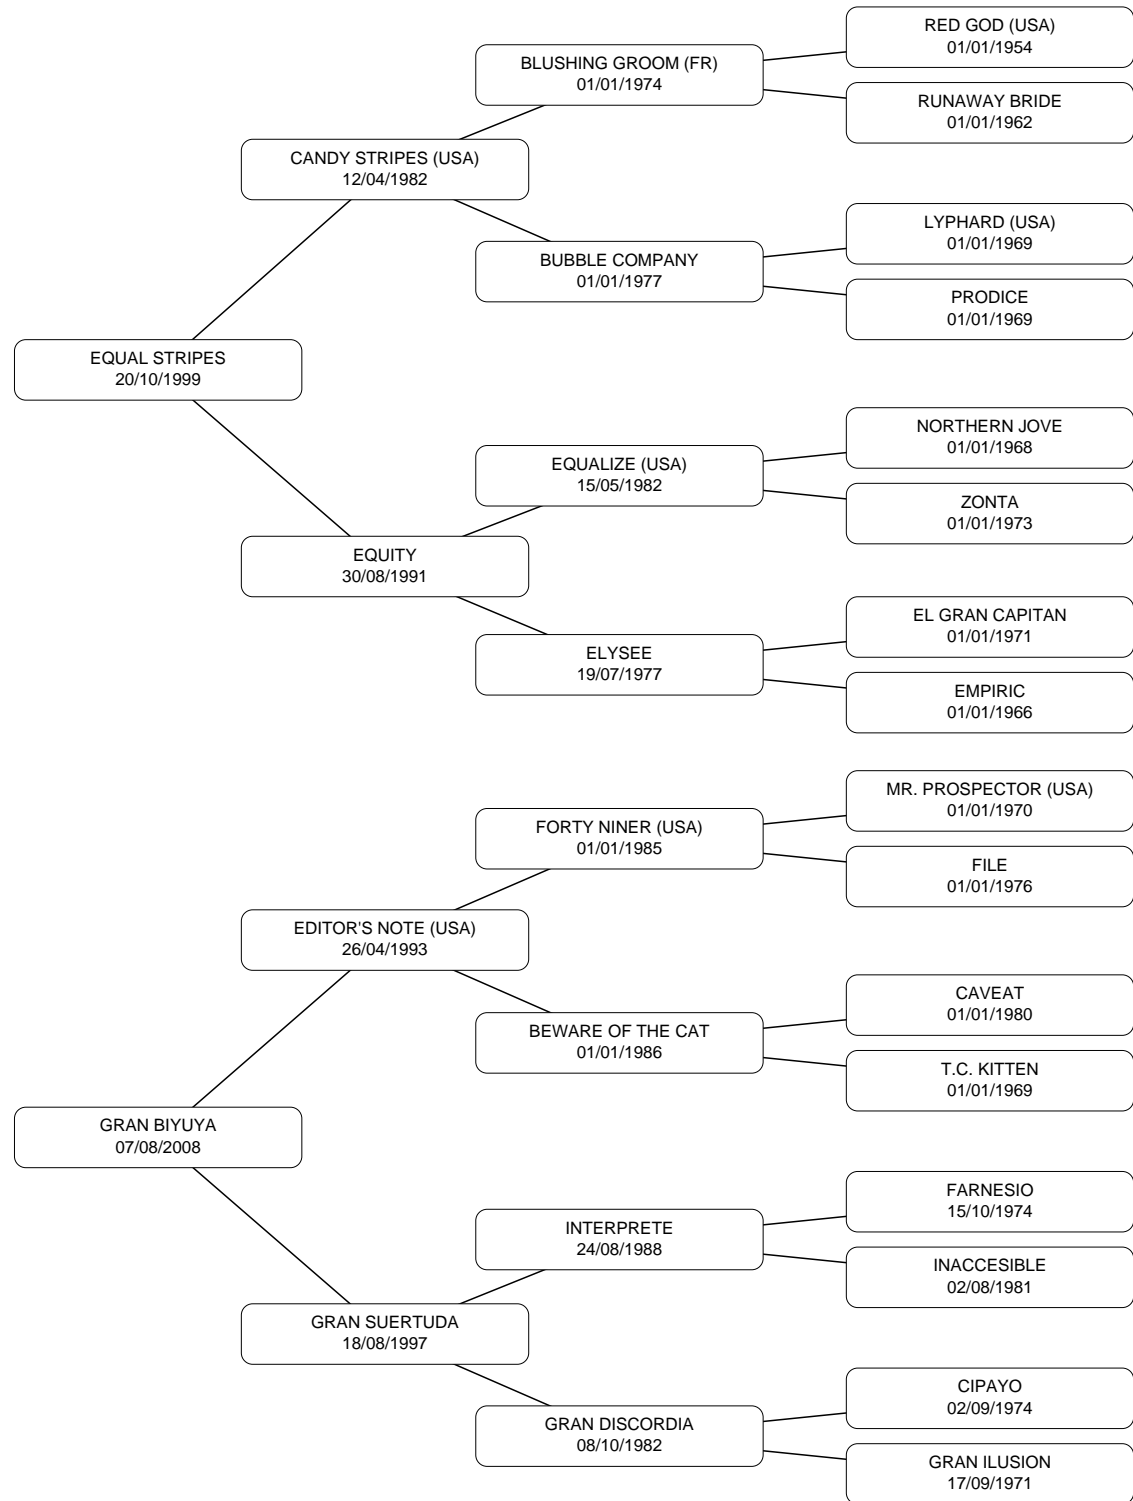 RED GOD (USA)
01/01/1954
BLUSHING GROOM (FR)
01/01/1974
RUNAWAY BRIDE
01/01/1962
CANDY STRIPES (USA)
12/04/1982
LYPHARD (USA)
01/01/1969
BUBBLE COMPANY
01/01/1977
PRODICE
01/01/1969
EQUAL STRIPES
20/10/1999
NORTHERN JOVE
01/01/1968
EQUALIZE (USA)
15/05/1982
ZONTA
01/01/1973
EQUITY
30/08/1991
EL GRAN CAPITAN
01/01/1971
ELYSEE
19/07/1977
EMPIRIC
01/01/1966
MR. PROSPECTOR (USA)
01/01/1970
FORTY NINER (USA)
01/01/1985
FILE
01/01/1976
EDITOR'S NOTE (USA)
26/04/1993
CAVEAT
01/01/1980
BEWARE OF THE CAT
01/01/1986
T.C. KITTEN
01/01/1969
GRAN BIYUYA
07/08/2008
FARNESIO
15/10/1974
INTERPRETE
24/08/1988
INACCESIBLE
02/08/1981
GRAN SUERTUDA
18/08/1997
CIPAYO
02/09/1974
GRAN DISCORDIA
08/10/1982
GRAN ILUSION
17/09/1971